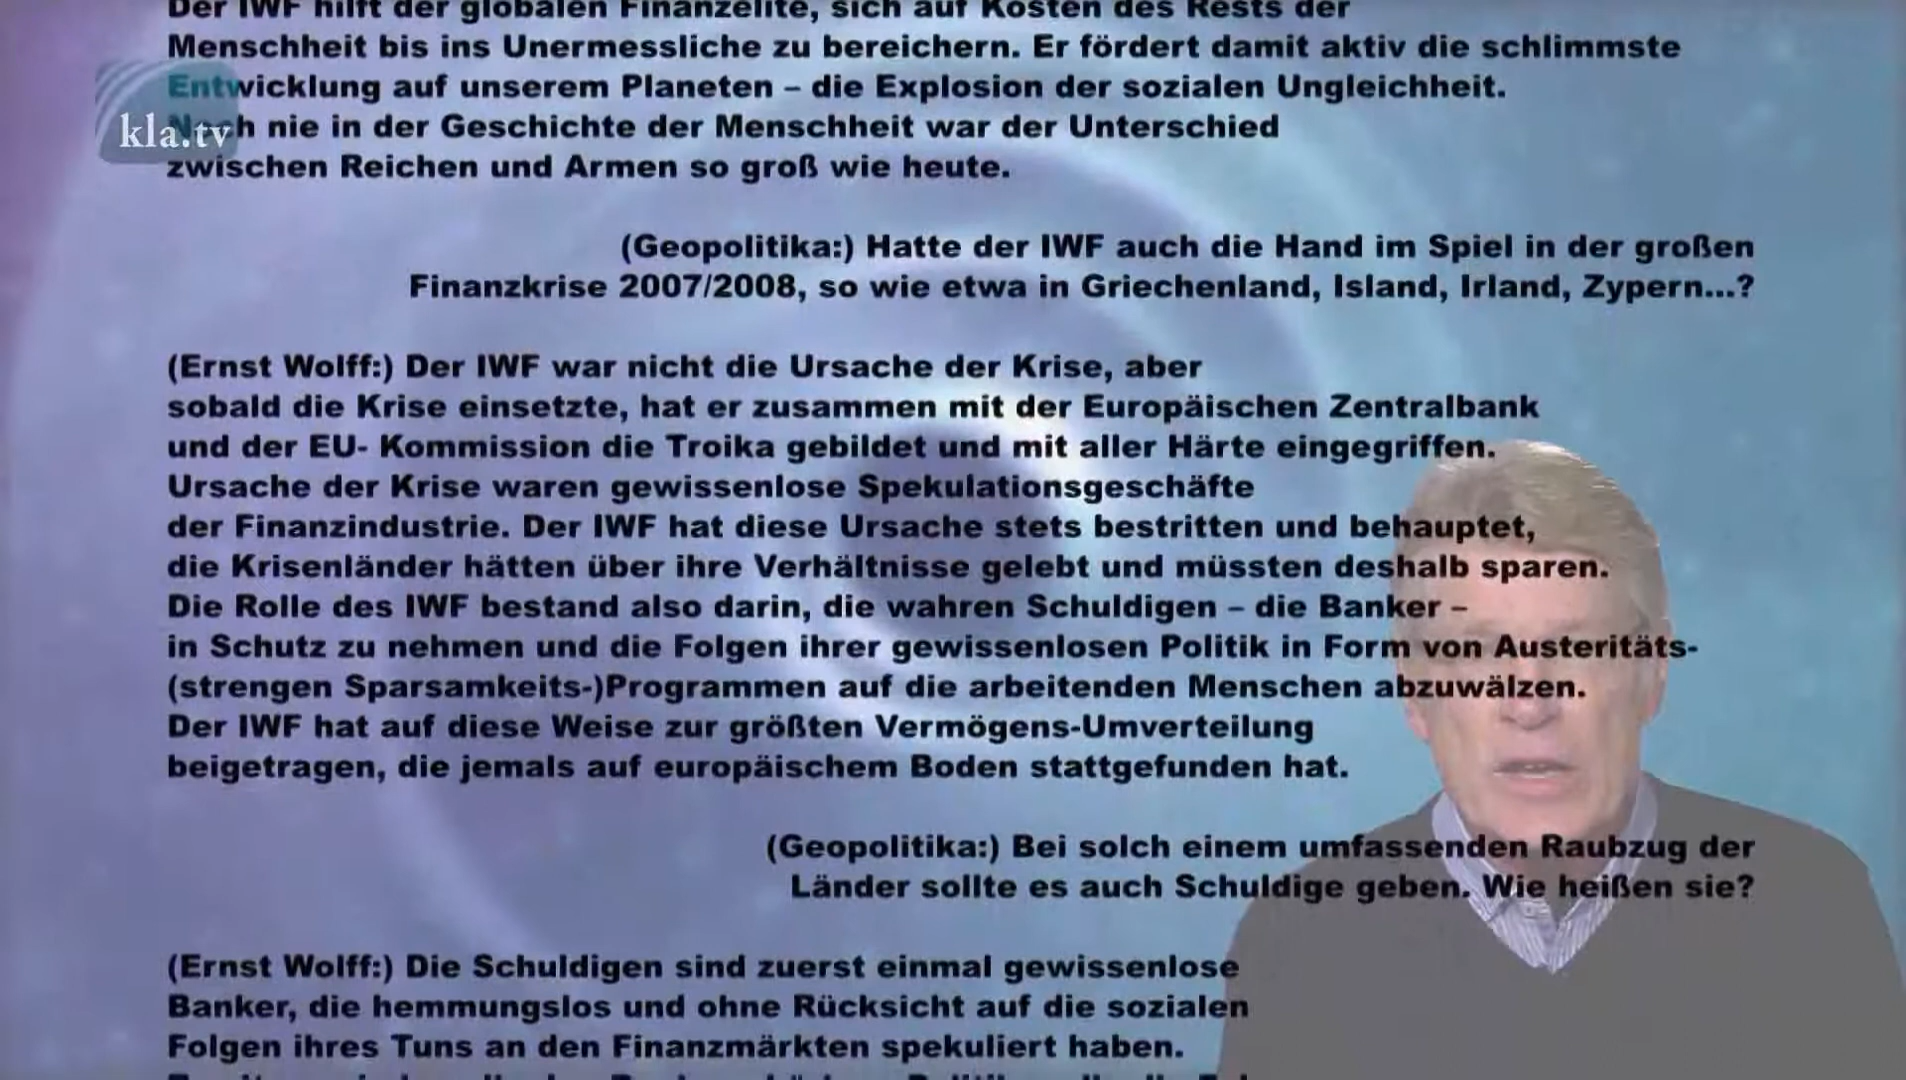 Der IWF hilft der globalen Finanzelite, sich auf Kosten des Rests der
Menschheit bis ins Unermessliche zu bereichern. Er fördert damit aktiv die schlimmste
Entwicklung auf unserem Planeten – die Explosion der sozialen Ungleichheit.
Noch nie in der Geschichte der Menschheit war der Unterschied
kla.tv
zwischen Reichen und Armen so groß wie heute.
(Geopolitika:) Hatte der IWF auch die Hand im Spiel in der großen
Finanzkrise 2007/2008, so wie etwa in Griechenland, Island, Irland, Zypern...?
(Ernst Wolff:) Der IWF war nicht die Ursache der Krise, aber
sobald die Krise einsetzte, hat er zusammen mit der Europäischen Zentralbank
und der EU- Kommission die Troika gebildet und mit aller Härte eingegriffen.
Ursache der Krise waren gewissenlose Spekulationsgeschäfte
der Finanzindustrie. Der IWF hat diese Ursache stets bestritten und behauptet,
die Krisenländer hätten über ihre Verhältnisse gelebt und müssten deshalb sparen.
Die Rolle des IWF bestand also darin, die wahren Schuldigen – die Banker –
in Schutz zu nehmen und die Folgen ihrer gewissenlosen Politik in Form von Austeritäts-
(strengen Sparsamkeits-)Programmen auf die arbeitenden Menschen abzuwälzen.
Der IWF hat auf diese Weise zur größten Vermögens-Umverteilung
beigetragen, die jemals auf europäischem Boden stattgefunden hat.
(Geopolitika:) Bei solch einem umfassenden Raubzug der
Länder sollte es auch Schuldige geben. Wie heißen sie?
(Ernst Wolff:) Die Schuldigen sind zuerst einmal gewissenlose
Banker, die hemmungslos und ohne Rücksicht auf die sozialen
Folgen ihres Tuns an den Finanzmärkten spekuliert haben.